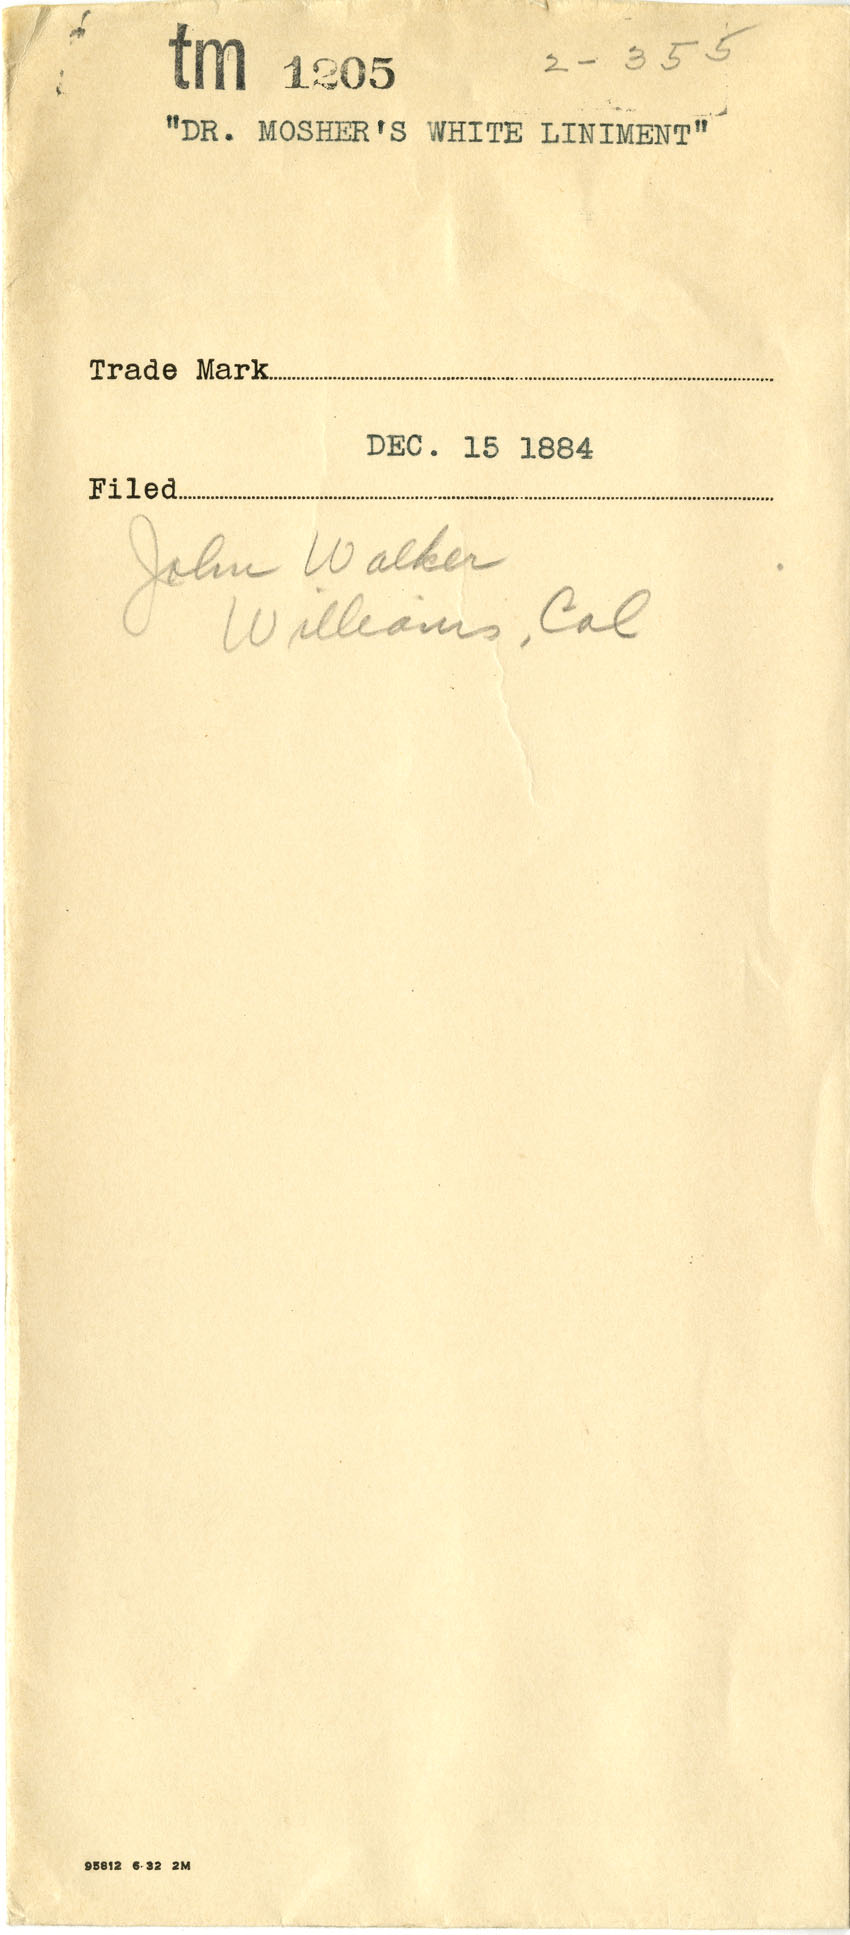 tm 1205 2-355
"DR. MOSHER'S WHITE LINIMENT"
Trade Mark
DEC. 15 1884
Filed
John Walker
Williams, Cal
95812 6-32 2M